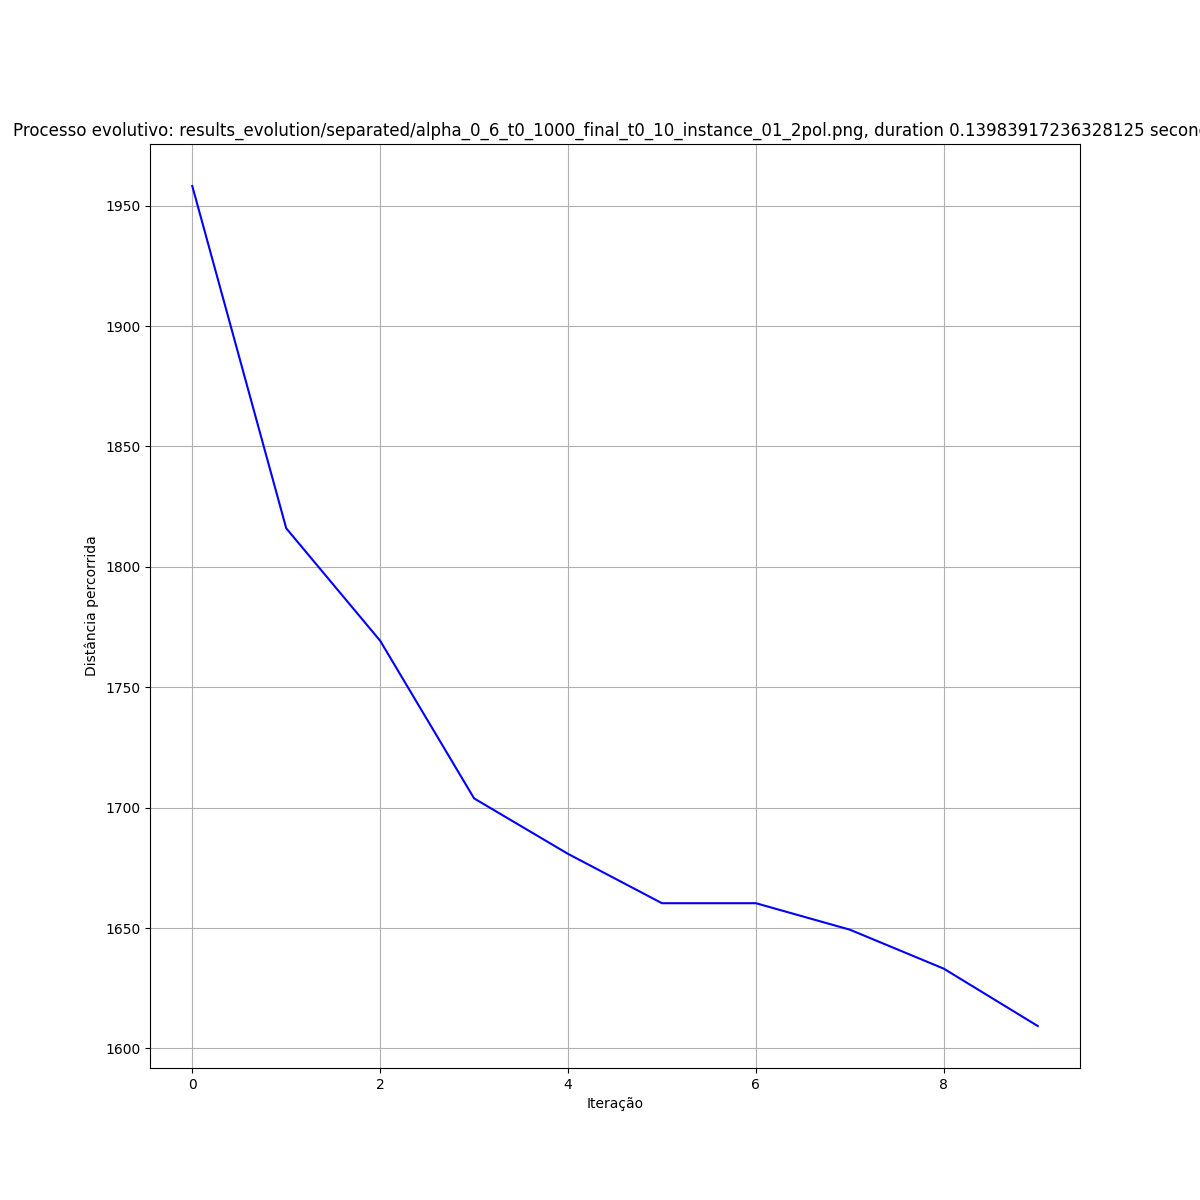 Processo evolutivo: results_evolution/separated/alpha_0_6_t0_1000_final_t0_10_instance_01_2pol.png, duration 0.13983917236328125
1950
1900
1850
1800
1750
1700
1650
1600
Distância percorrida
0 2 4 6 8
Iteração